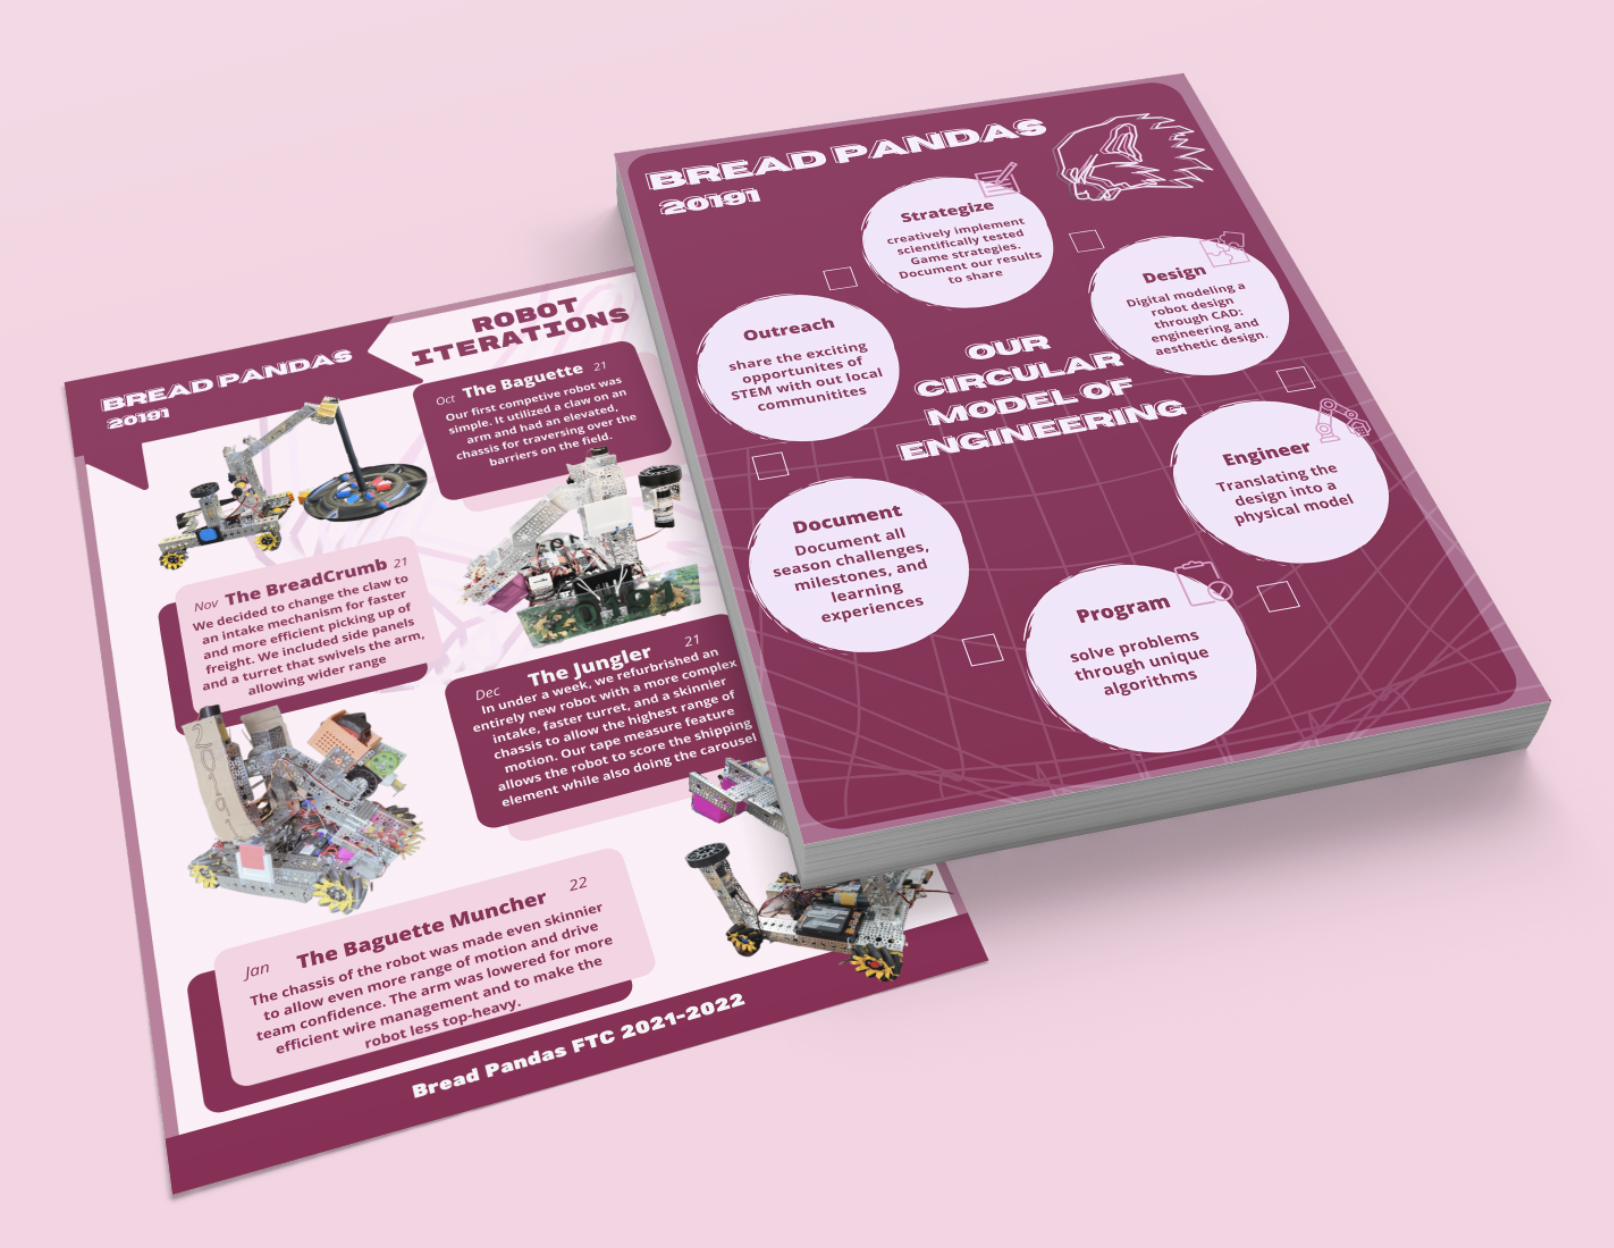 BREAD PANDAS
20191
Strategize
creatively implement
scientifically tested
Game strategies.
Document our results
to share
Design
Digital modeling a
robot design
through CAD:
engineering and
aesthetic design.
Outreach
share the exciting
opportunites of
STEM with out local
communitites
OUR
CIRCULAR
MODEL OF
ENGINEERING
Engineer
Translating the
design into a
physical model
Document
Document all
season challenges,
milestones, and
learning
experiences
Program
solve problems
through unique
algorithms
BREAD PANDAS
20191
ROBOT
ITERATIONS
Oct The Baguette 21
Our first competive robot was
simple. It utilized a claw on an
arm and had an elevated,
chassis for traversing over the
barriers on the field.
Nov The BreadCrumb 21
We decided to change the claw to
an intake mechanism for faster
and more efficient picking up of
freight. We included side panels
and a turret that swivels the arm,
allowing wider range
Dec The Jungler 21
In under a week, we refurbrished an
entirely new robot with a more complex
intake, faster turret, and a skinnier
chassis to allow the highest range of
motion. Our tape measure feature
allows the robot to score the shipping
element while also doing the carousel
20191
20191
Jan The Baguette Muncher 22
The chassis of the robot was made even skinnier
to allow even more range of motion and drive
team confidence. The arm was lowered for more
efficient wire management and to make the
robot less top-heavy.
Bread Pandas FTC 2021-2022